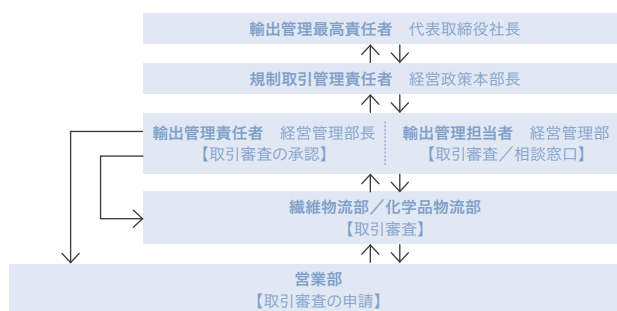 輸出管理最高責任者 代表取締役社長
規制取引管理責任者 経営政策本部長
輸出管理責任者 経営管理部長
【取引審査の承認】
輸出管理担当者 経営管理部
【取引審査／相談窓口】
繊維物流部／化学品物流部
【取引審査】
営業部
【取引審査の申請】